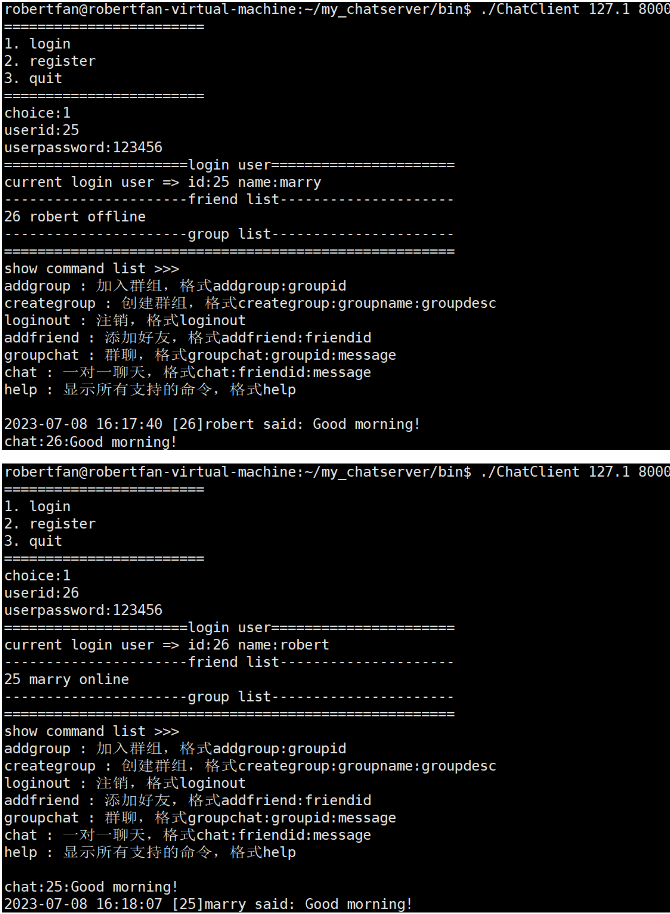 robertfan@robertfan-virtual-machine:~/my_chatserver/bin$ ./ChatClient 127.1 8000
========================
1. login
2. register
3. quit
========================
choice:1
userid:25
userpassword:123456
======================login user======================
current login user => id:25 name:marry
----------------------friend list---------------------
26 robert offline
----------------------group list----------------------
======================================================
show command list >>>
addgroup : 加入群组，格式addgroup:groupid
creategroup : 创建群组，格式creategroup:groupname:groupdesc
loginout : 注销，格式loginout
addfriend : 添加好友，格式addfriend:friendid
groupchat : 群聊，格式groupchat:groupid:message
chat : 一对一聊天，格式chat:friendid:message
help : 显示所有支持的命令，格式help
2023-07-08 16:17:40 [26]robert said: Good morning!
chat:26:Good morning!
robertfan@robertfan-virtual-machine:~/my_chatserver/bin$ ./ChatClient 127.1 8000
========================
1. login
2. register
3. quit
========================
choice:1
userid:26
userpassword:123456
======================login user======================
current login user => id:26 name:robert
----------------------friend list---------------------
25 marry online
----------------------group list----------------------
======================================================
show command list >>>
addgroup : 加入群组，格式addgroup:groupid
creategroup : 创建群组，格式creategroup:groupname:groupdesc
loginout : 注销，格式loginout
addfriend : 添加好友，格式addfriend:friendid
groupchat : 群聊，格式groupchat:groupid:message
chat : 一对一聊天，格式chat:friendid:message
help : 显示所有支持的命令，格式help
chat:25:Good morning!
2023-07-08 16:18:07 [25]marry said: Good morning!